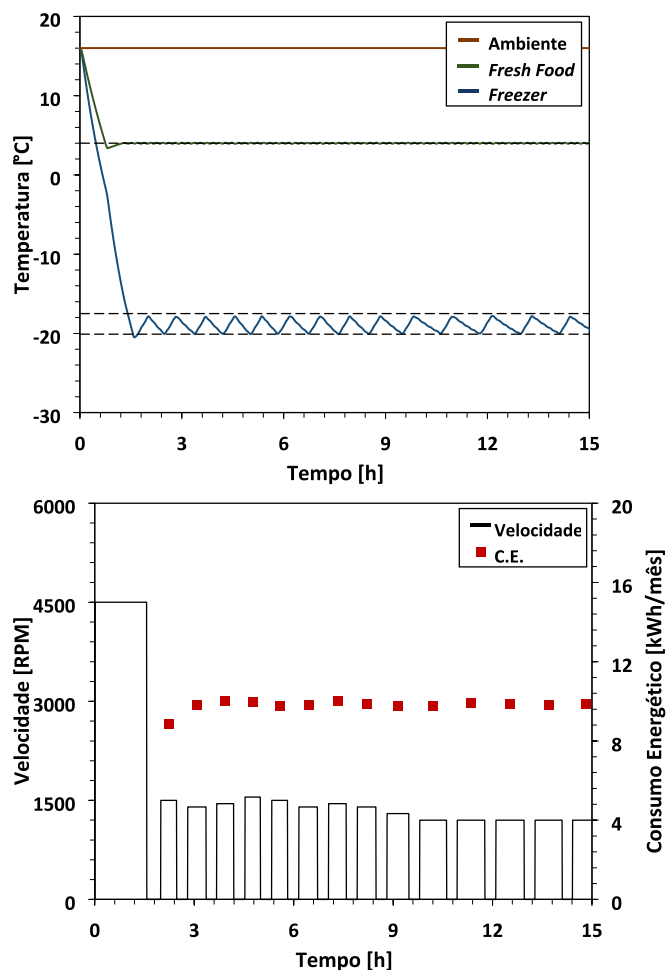 20
10
0
-10
-20
-30
Temperatura [ºC]
Ambiente
Fresh Food
Freezer
0
3
6
9
12
15
Tempo [h]
6000
4500
3000
1500
0
Velocidade [RPM]
Velocidade
C.E.
20
16
12
8
4
0
Consumo Energético [kWh/mês]
0
3
6
9
12
15
Tempo [h]